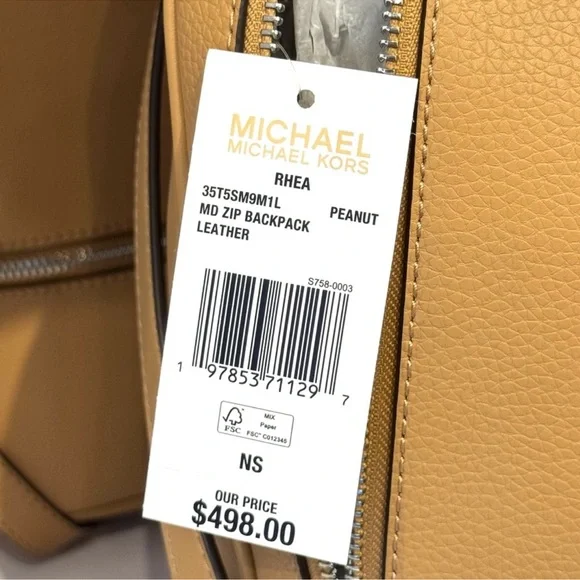 MICHAEL
MICHAEL KORS
RHEA
35T5SM9M1L
MD ZIP BACKPACK PEANUT
LEATHER
S758-0003
1 97853 71129 7
FSC
MIX
Paper
FSC® C012345
NS
OUR PRICE
$498.00